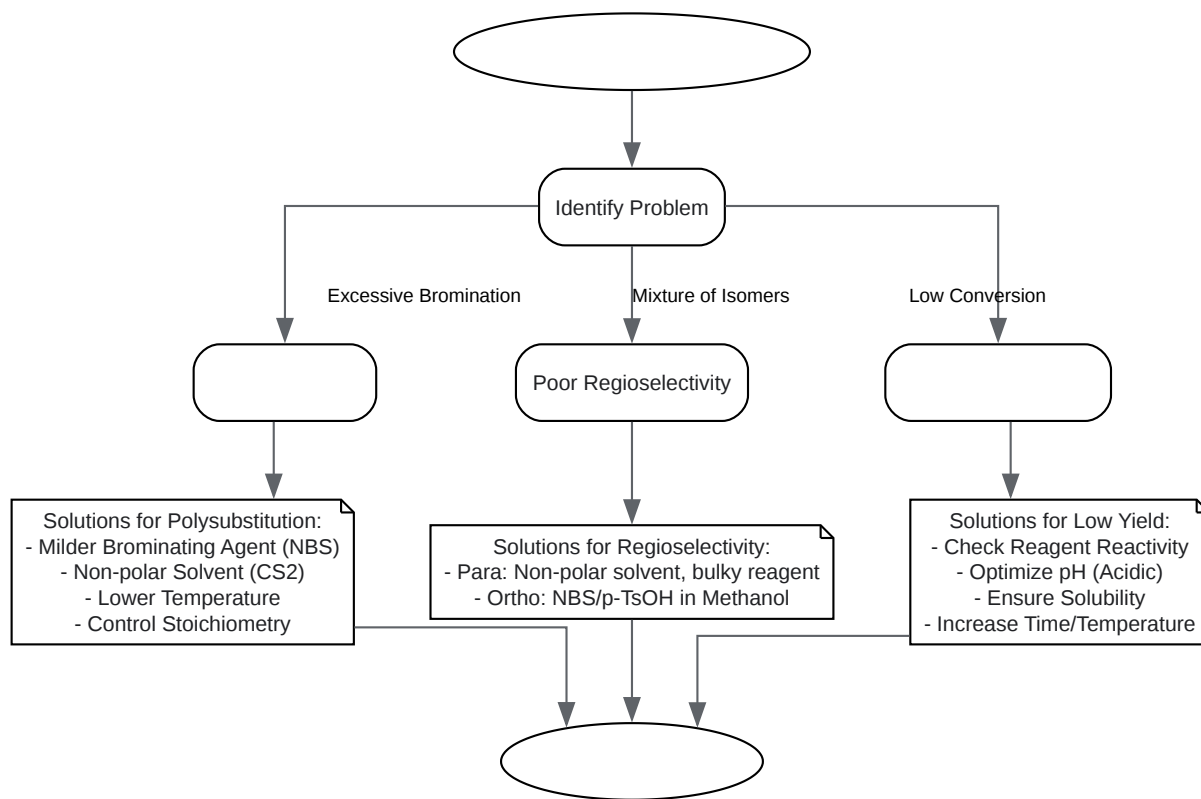 Identify Problem
Excessive Bromination
Mixture of Isomers
Low Conversion
Poor Regioselectivity
Solutions for Polysubstitution:
- Milder Brominating Agent (NBS)
- Non-polar Solvent (CS2)
- Lower Temperature
- Control Stoichiometry
Solutions for Regioselectivity:
- Para: Non-polar solvent, bulky reagent
- Ortho: NBS/p-TsOH in Methanol
Solutions for Low Yield:
- Check Reagent Reactivity
- Optimize pH (Acidic)
- Ensure Solubility
- Increase Time/Temperature